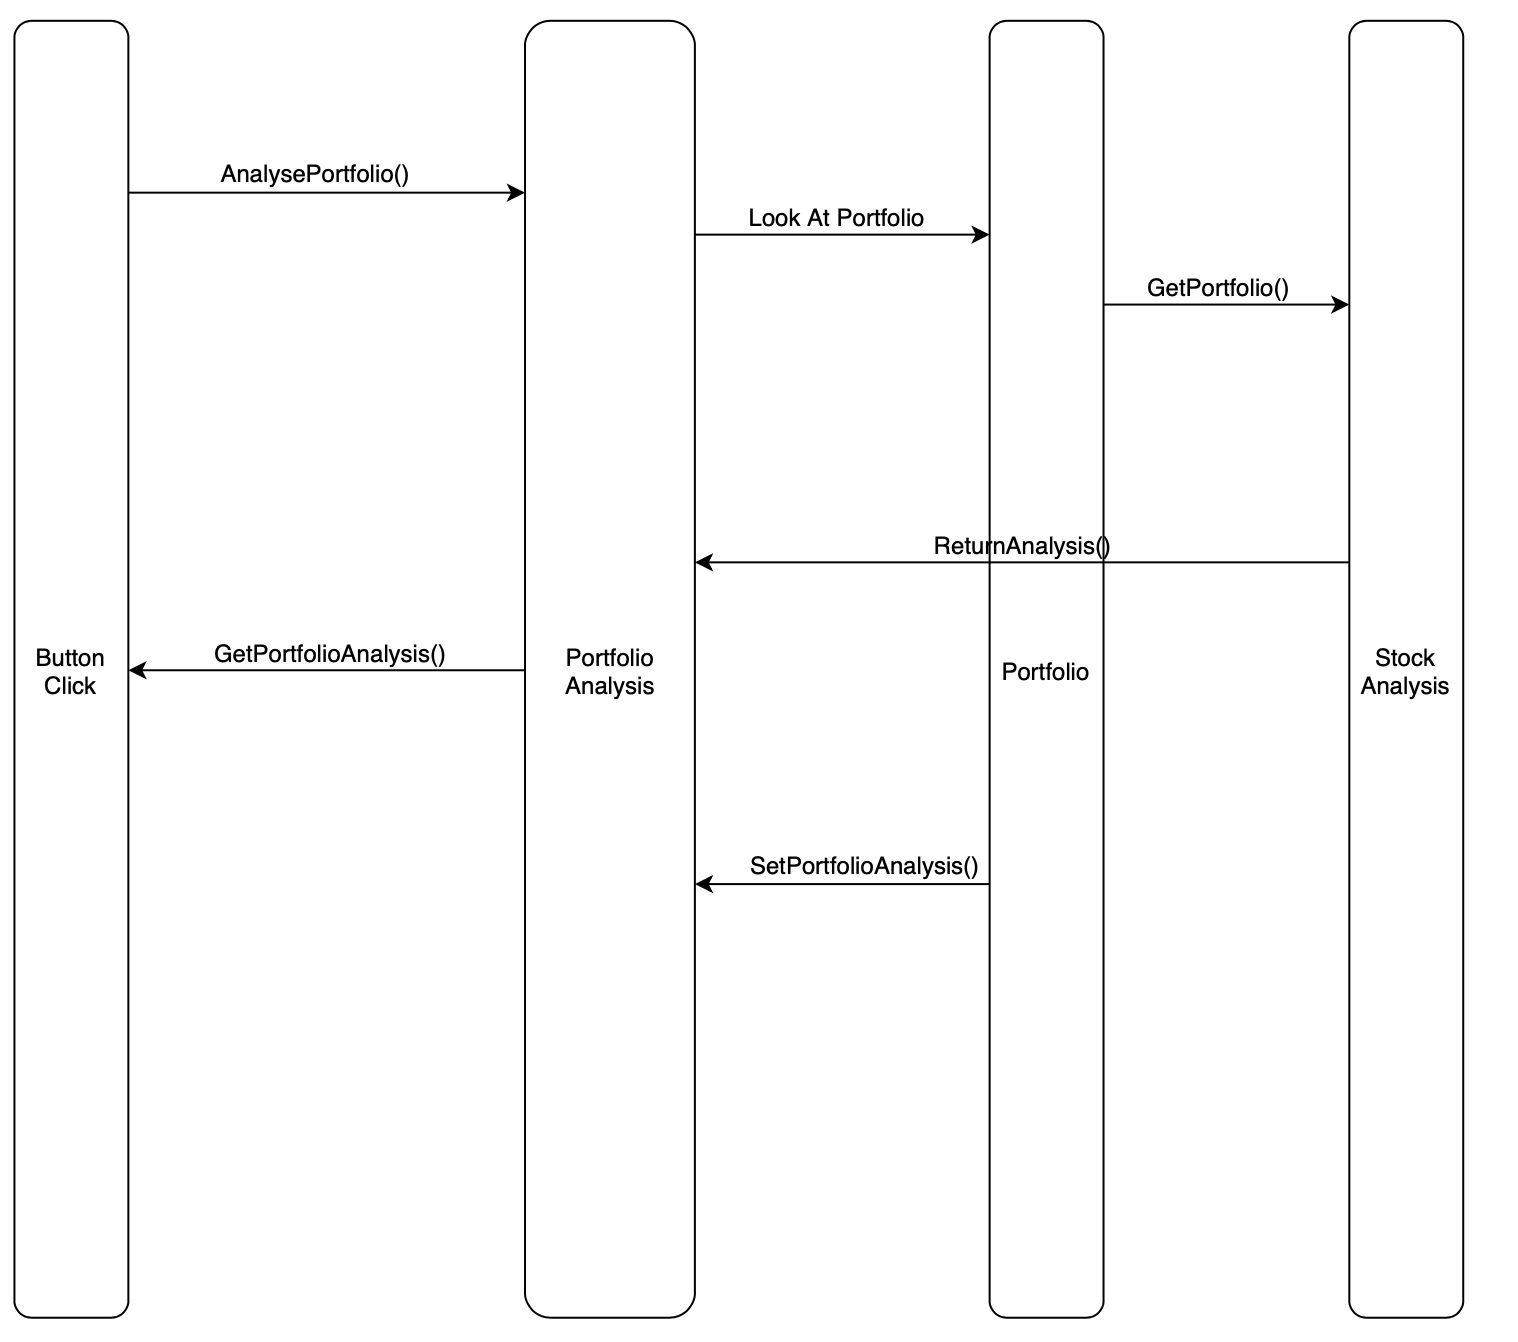 AnalysePortfolio()
Look At Portfolio
GetPortfolio()
ReturnAnalysis()
GetPortfolioAnalysis()
Button
Click
Portfolio
Analysis
Portfolio
Stock
Analysis
SetPortfolioAnalysis()